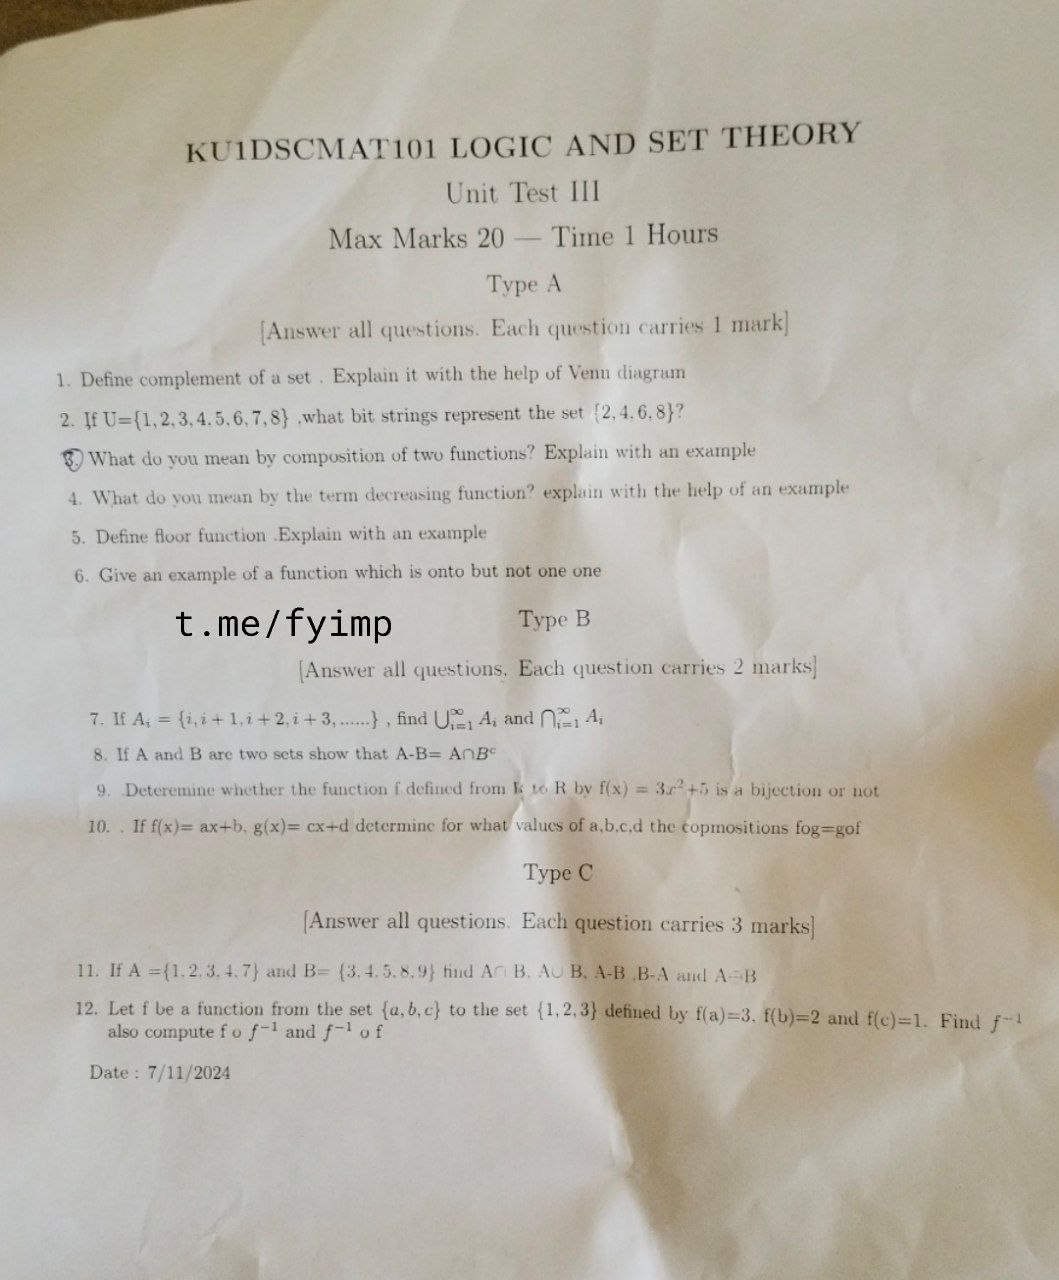 KU1DSCMAT101 LOGIC AND SET THEORY
Unit Test III
Max Marks 20 — Time 1 Hours
Type A
[Answer all questions. Each question carries 1 mark]
1. Define complement of a set . Explain it with the help of Venn diagram
2. If U={1,2,3,4,5,6,7,8} ,what bit strings represent the set {2,4,6,8}?
3. What do you mean by composition of two functions? Explain with an example
4. What do you mean by the term decreasing function? explain with the help of an example
5. Define floor function .Explain with an example
6. Give an example of a function which is onto but not one one
t.me/fyimp
Type B
[Answer all questions. Each question carries 2 marks]
7. If Aᵢ = {i, i + 1, i + 2, i + 3, ......} , find ⋃_{i=1}^{∞} Aᵢ and ⋂_{i=1}^{∞} Aᵢ
8. If A and B are two sets show that A-B= A∩Bᶜ
9. .Deteremine whether the function f defined from R to R by f(x) = 3x²+5 is a bijection or not
10. . If f(x)= ax+b, g(x)= cx+d determine for what values of a,b,c,d the copmositions fog=gof
Type C
[Answer all questions. Each question carries 3 marks]
11. If A ={1,2,3,4,7} and B= {3,4,5,8,9} find A∩ B, A∪ B, A-B ,B-A and A B
12. Let f be a function from the set {a, b, c} to the set {1, 2, 3} defined by f(a)=3, f(b)=2 and f(c)=1. Find f⁻¹
also compute f o f⁻¹ and f⁻¹ o f
Date : 7/11/2024